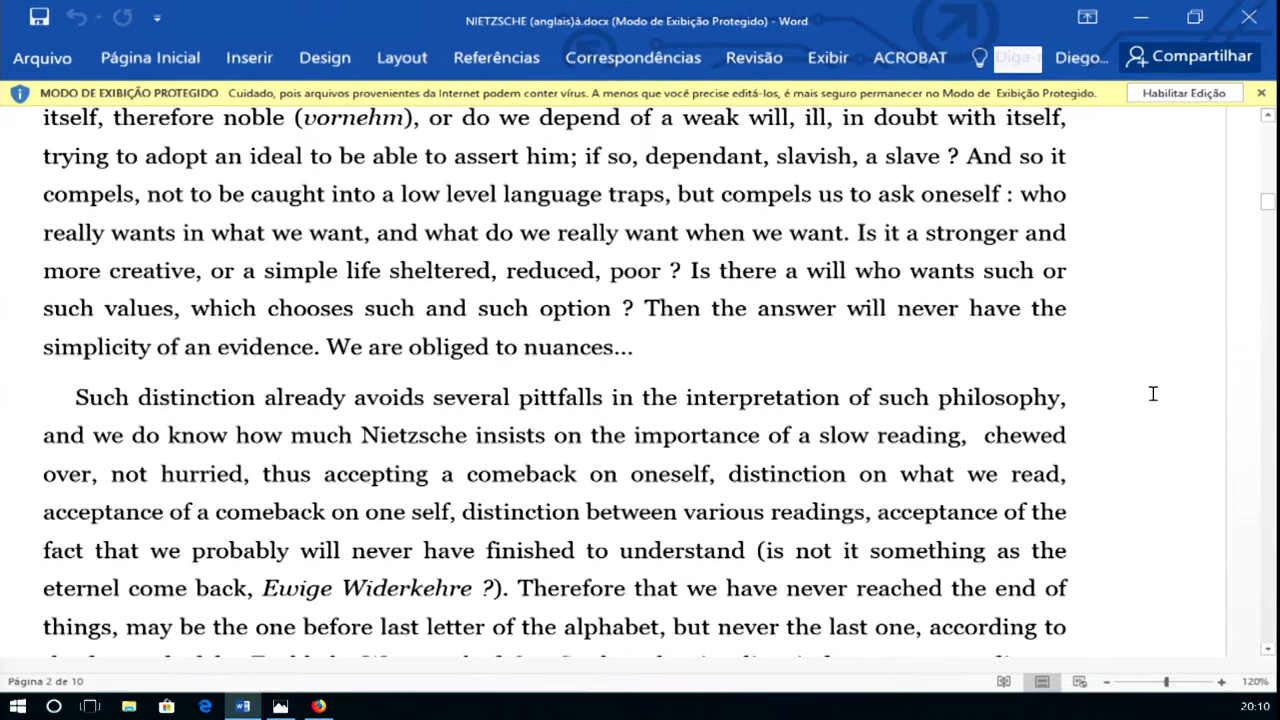 NIETZSCHE (anglais)à.docx (Modo de Exibição Protegido) - Word
Arquivo Página Inicial Inserir Design Layout Referências Correspondências Revisão Exibir ACROBAT Diga- Diego... Compartilhar
MODO DE EXIBIÇÃO PROTEGIDO Cuidado, pois arquivos provenientes da Internet podem conter vírus. A menos que você precise editá-los, é mais seguro permanecer no Modo de Exibição Protegido. Habilitar Edição
itself, therefore noble (vornehm), or do we depend of a weak will, ill, in doubt with itself,
trying to adopt an ideal to be able to assert him; if so, dependant, slavish, a slave ? And so it
compels, not to be caught into a low level language traps, but compels us to ask oneself : who
really wants in what we want, and what do we really want when we want. Is it a stronger and
more creative, or a simple life sheltered, reduced, poor ? Is there a will who wants such or
such values, which chooses such and such option ? Then the answer will never have the
simplicity of an evidence. We are obliged to nuances...
Such distinction already avoids several pittfalls in the interpretation of such philosophy,
and we do know how much Nietzsche insists on the importance of a slow reading, chewed
over, not hurried, thus accepting a comeback on oneself, distinction on what we read,
acceptance of a comeback on one self, distinction between various readings, acceptance of the
fact that we probably will never have finished to understand (is not it something as the
eternel come back, Ewige Widerkehre ?). Therefore that we have never reached the end of
things, may be the one before last letter of the alphabet, but never the last one, according to
Página 2 de 10 120%
20:10